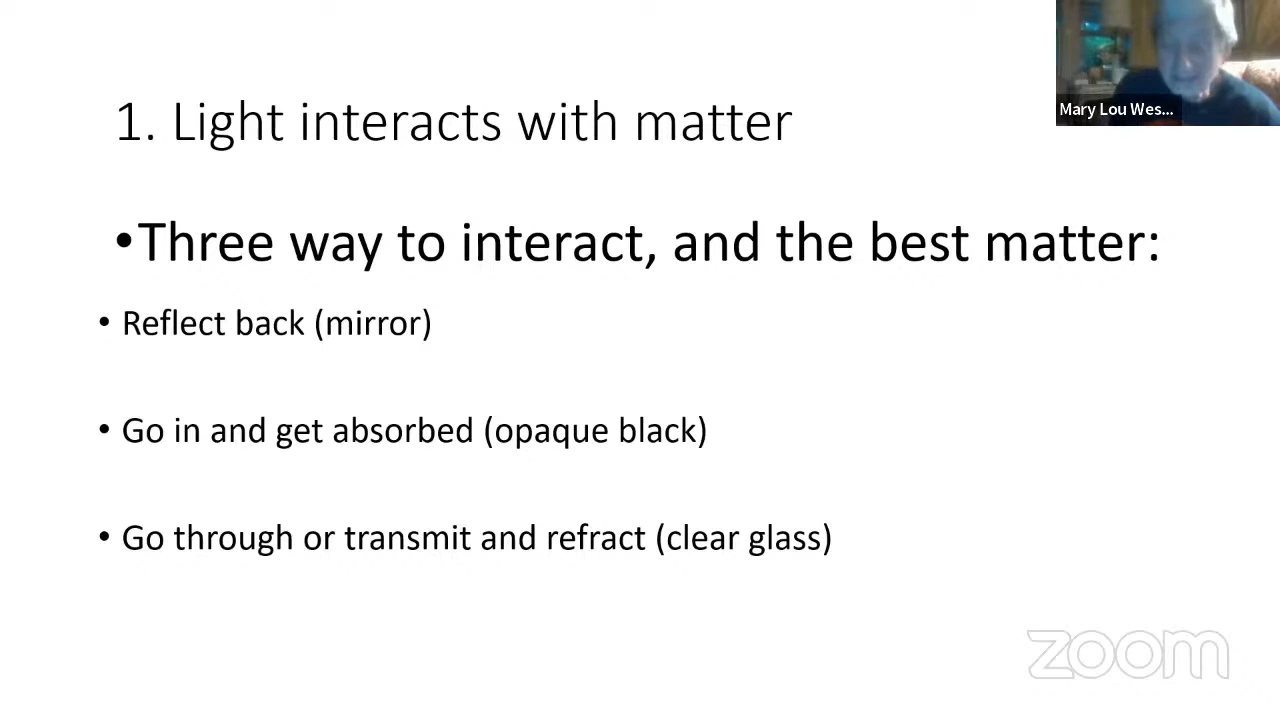 1. Light interacts with matter
•Three way to interact, and the best matter:
• Reflect back (mirror)
• Go in and get absorbed (opaque black)
• Go through or transmit and refract (clear glass)
Mary Lou Wes...
zoom